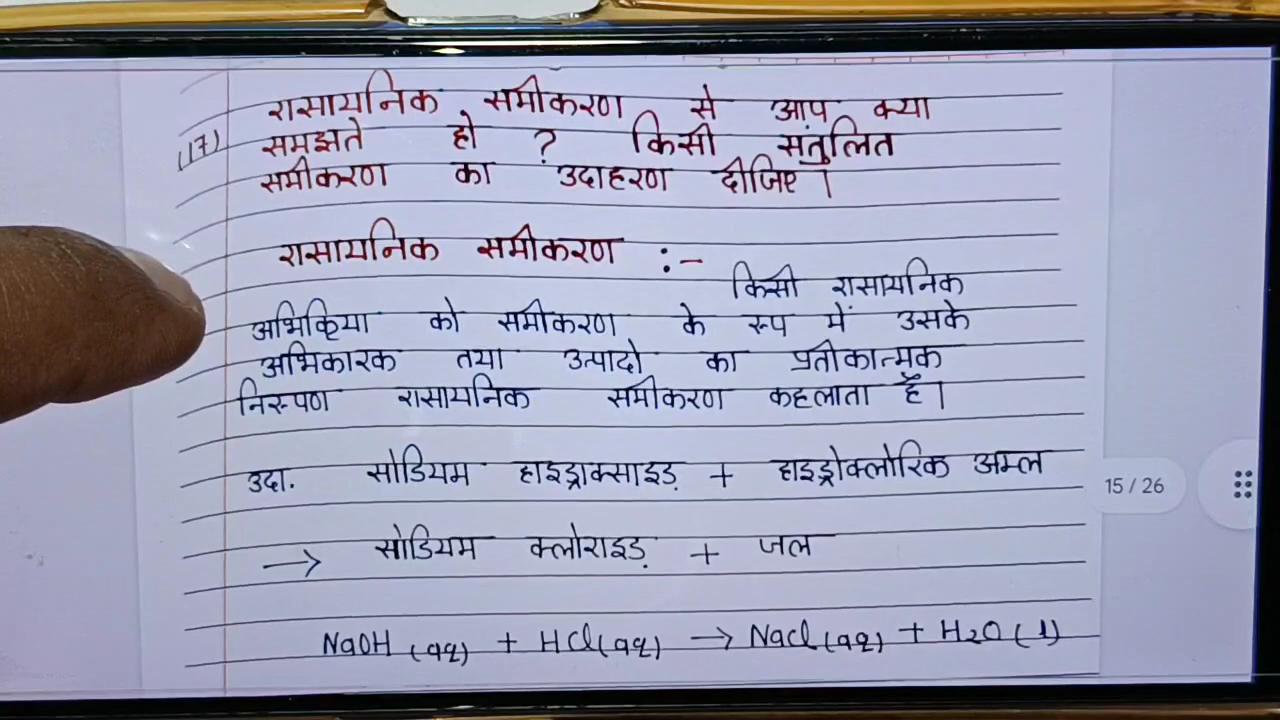 रासायनिक समीकरण से आप क्या
(17) समझते हो ? किसी संतुलित
समीकरण का उदाहरण दीजिए ।
रासायनिक समीकरण :-
किसी रासायनिक
अभिक्रिया को समीकरण के रूप में उसके
अभिकारक तथा उत्पादो का प्रतीकात्मक
निरूपण रासायनिक समीकरण कहलाता है।
उदा. सोडियम हाइड्राक्साइड़ + हाइड्रोक्लोरिक अम्ल
15 / 26
→ सोडियम क्लोराइड़ + जल
NaOH (aq) + HCl(aq) → NaCl(aq) + H₂O(l)